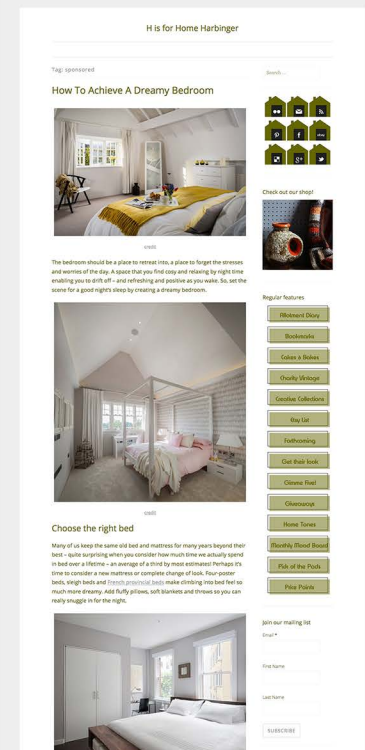 H is for Home Harbinger
Tag: sponsored
How To Achieve A Dreamy Bedroom
credit
The bedroom should be a place to retreat into, a place to forget the stresses
and worries of the day. A space that you find cosy and relaxing by night time
enabling you to drift off – and refreshing and positive as you wake. So, set the
scene for a good night's sleep by creating a dreamy bedroom.
credit
Choose the right bed
Many of us keep the same old bed and mattress for many years beyond their
best – quite surprising when you consider how much time we actually spend
in bed over a lifetime – an average of a third by most estimates! Perhaps it's
time to consider a new mattress or complete change of look. Four-poster
beds, sleigh beds and French provincial beds make climbing into bed feel so
much more dreamy. Add fluffy pillows, soft blankets and throws so you can
really snuggle in for the night.
Search...
Check out our shop!
Regular features
Allotment Diary
Bookmarks
Cakes & Bakes
Charity Vintage
Creative Collections
Etsy List
Forthcoming
Get their look
Gimme Five!
Giveaways
Home Tones
Monthly Mood Board
Pick of the Pads
Price Points
Join our mailing list
Email *
First Name
Last Name
SUBSCRIBE